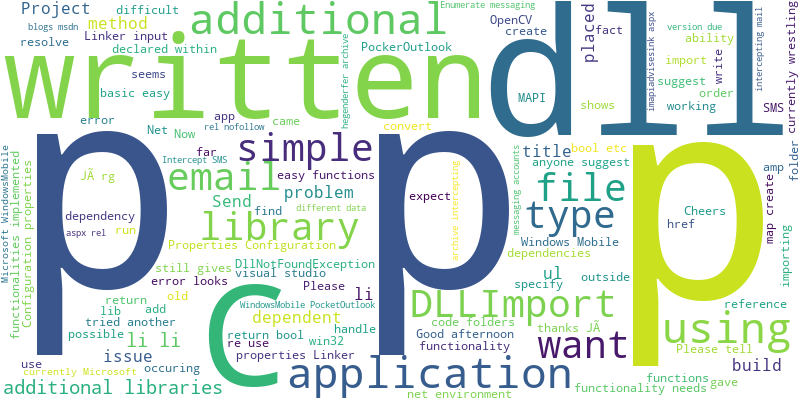 Project
method
Linker input
resolve
difficult
blogs msdn
declared within
additional
Enumerate messaging
OpenCV
create
PockerOutlook
hegenderfer archive
placed
fact
version due
ability
import
write
order
suggest
working
shows
imapiadvisesink aspx
intercepting mail
SMS
folder
currently wrestling
written
dll
MAPI
seems
basic easy
error
Net
app
came
Now
rel nofollow
convert
Intercept SMS
far
simple
title
bool etc
anyone suggest
amp
JÃ rg
email
easy functions
problem
expect
file
dependency
aspx rel
run
Send
find
different data
library
type
Cheers
href
map create
importing
p
p
p
Microsoft WindowsMobile
functionalities implemented
Configuration properties
Properties Configuration
archive intercepting
messaging accounts
Windows Mobile
dependencies
still gives
DllNotFoundException
visual studio
ul
specify
outside
error looks
old
Please
li
DLLImport
reference
return
lib
add
C
WindowsMobile PocketOutlook
dependent
code folders
thanks JÃ
using
tried another
possible
li li
return bool
win32
handle
Good afternoon
functionality
want
Please tell
issue
re use
properties Linker
build
use
occuring
application
functions
currently Microsoft
functionality needs
gave
additional libraries
net environment